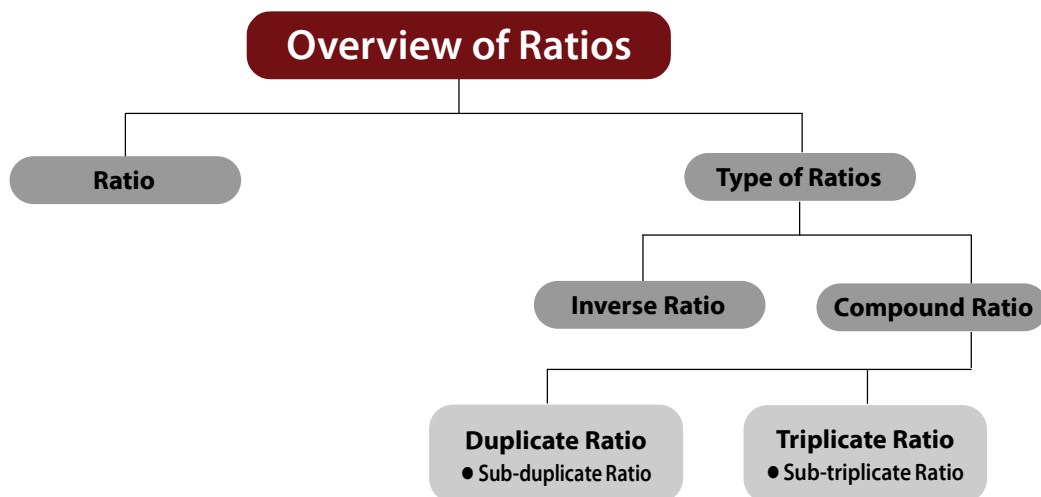 Overview of Ratios
Ratio
Type of Ratios
Inverse Ratio
Compound Ratio
Duplicate Ratio
• Sub-duplicate Ratio
Triplicate Ratio
• Sub-triplicate Ratio